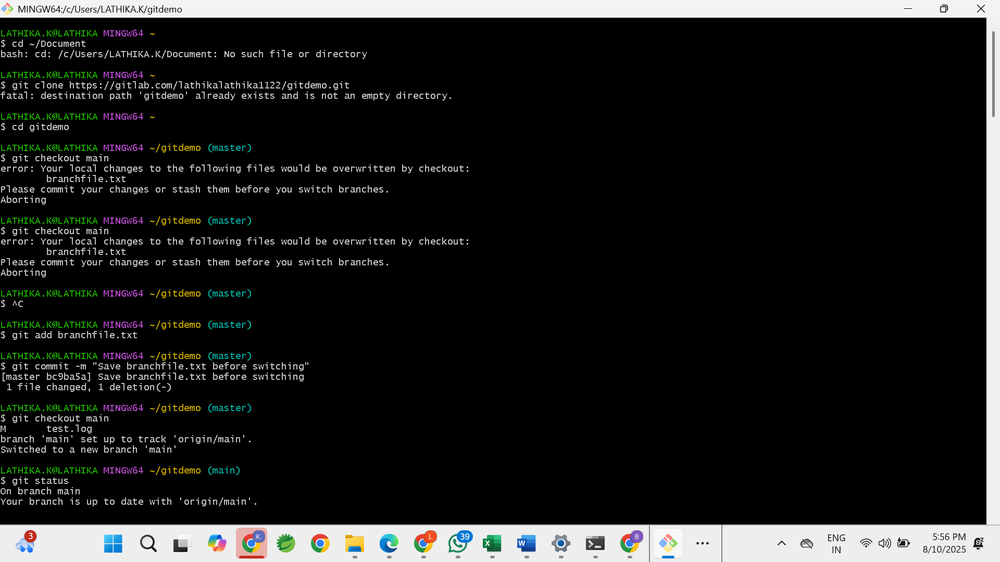 MINGW64:/c/Users/LATHIKA.K/gitdemo
LATHIKA.K@LATHIKA MINGW64 ~
$ cd ~/Document
bash: cd: /c/Users/LATHIKA.K/Document: No such file or directory
LATHIKA.K@LATHIKA MINGW64 ~
$ git clone https://gitlab.com/lathikalathika1122/gitdemo.git
fatal: destination path 'gitdemo' already exists and is not an empty directory.
LATHIKA.K@LATHIKA MINGW64 ~
$ cd gitdemo
LATHIKA.K@LATHIKA MINGW64 ~/gitdemo (master)
$ git checkout main
error: Your local changes to the following files would be overwritten by checkout:
        branchfile.txt
Please commit your changes or stash them before you switch branches.
Aborting
LATHIKA.K@LATHIKA MINGW64 ~/gitdemo (master)
$ git checkout main
error: Your local changes to the following files would be overwritten by checkout:
        branchfile.txt
Please commit your changes or stash them before you switch branches.
Aborting
LATHIKA.K@LATHIKA MINGW64 ~/gitdemo (master)
$ ^C
LATHIKA.K@LATHIKA MINGW64 ~/gitdemo (master)
$ git add branchfile.txt
LATHIKA.K@LATHIKA MINGW64 ~/gitdemo (master)
$ git commit -m "Save branchfile.txt before switching"
[master bc9ba5a] Save branchfile.txt before switching
 1 file changed, 1 deletion(-)
LATHIKA.K@LATHIKA MINGW64 ~/gitdemo (master)
$ git checkout main
M       test.log
branch 'main' set up to track 'origin/main'.
Switched to a new branch 'main'
LATHIKA.K@LATHIKA MINGW64 ~/gitdemo (main)
$ git status
On branch main
Your branch is up to date with 'origin/main'.
3
K.
L
39
X
W
B
ENG
IN
5:56 PM
8/10/2025